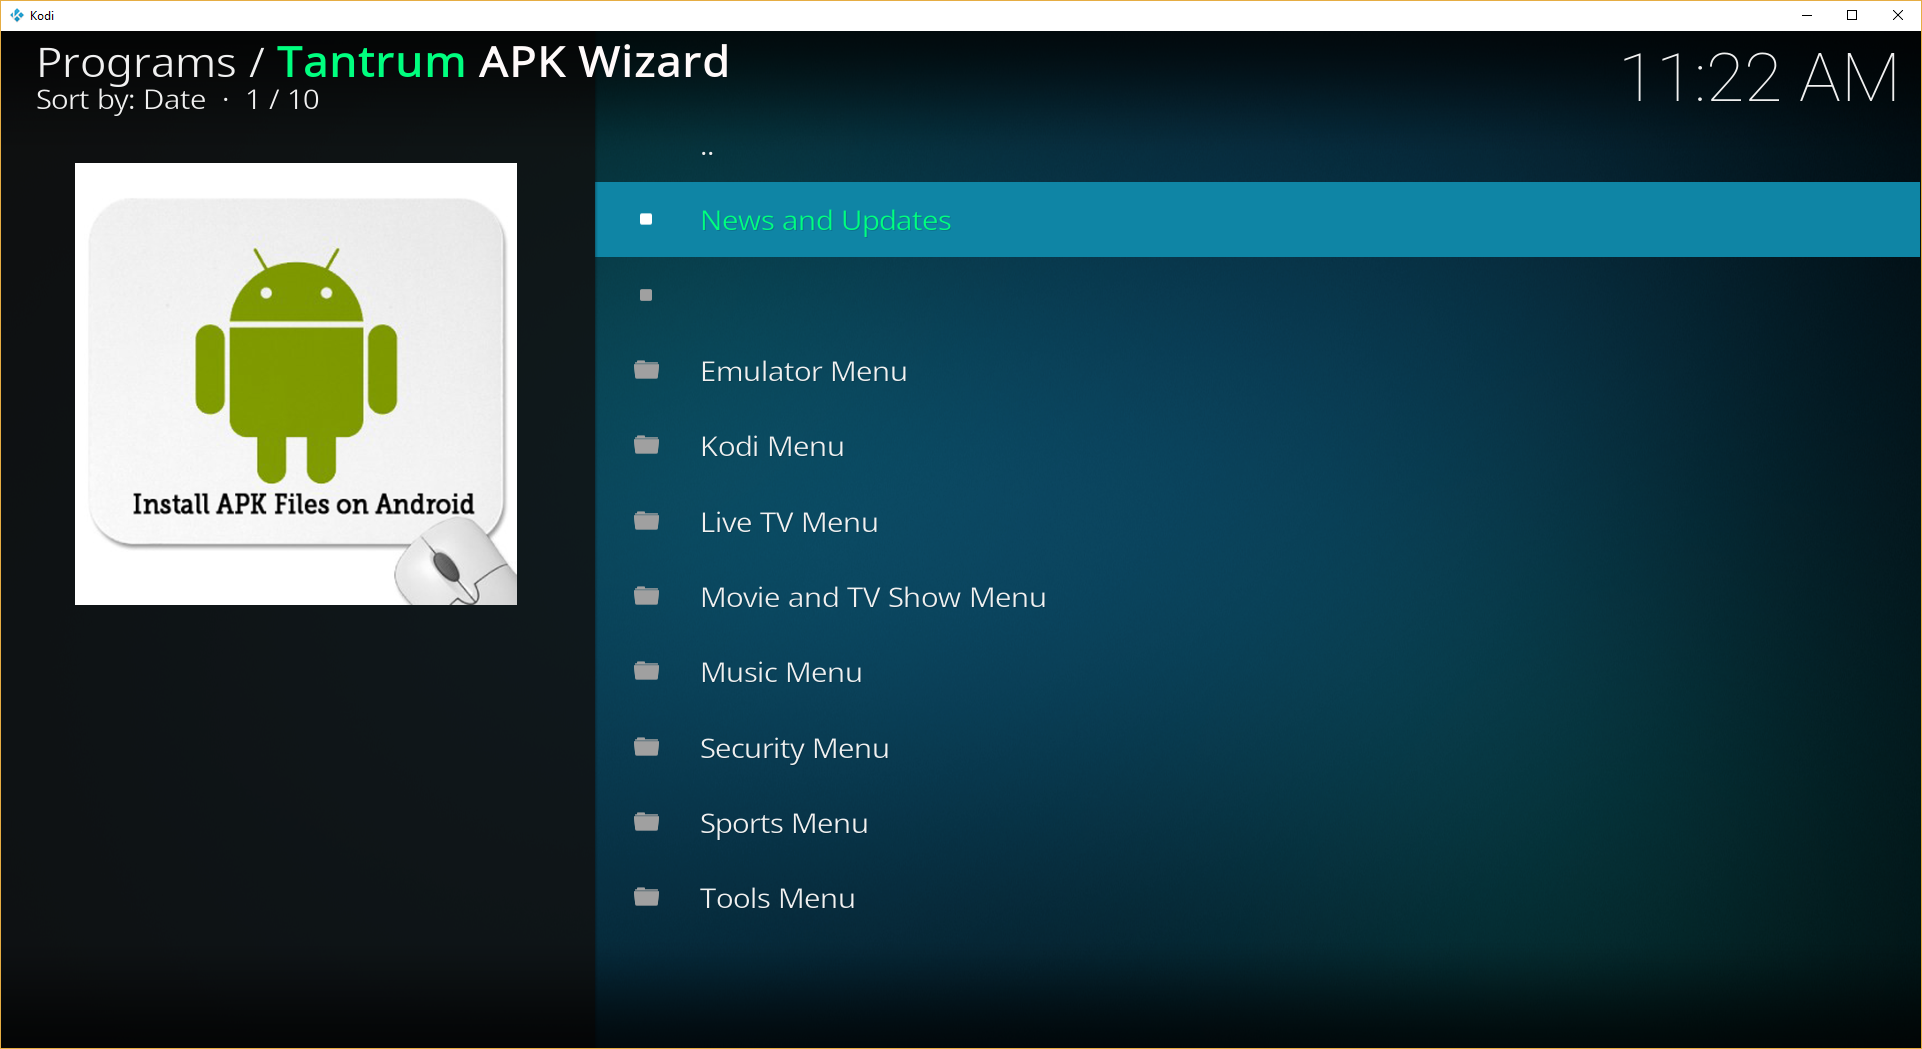 Kodi
Programs / Tantrum APK Wizard
Sort by: Date · 1 / 10
11:22 AM
..
News and Updates
Emulator Menu
Kodi Menu
Live TV Menu
Movie and TV Show Menu
Music Menu
Security Menu
Sports Menu
Tools Menu
Install APK Files on Android